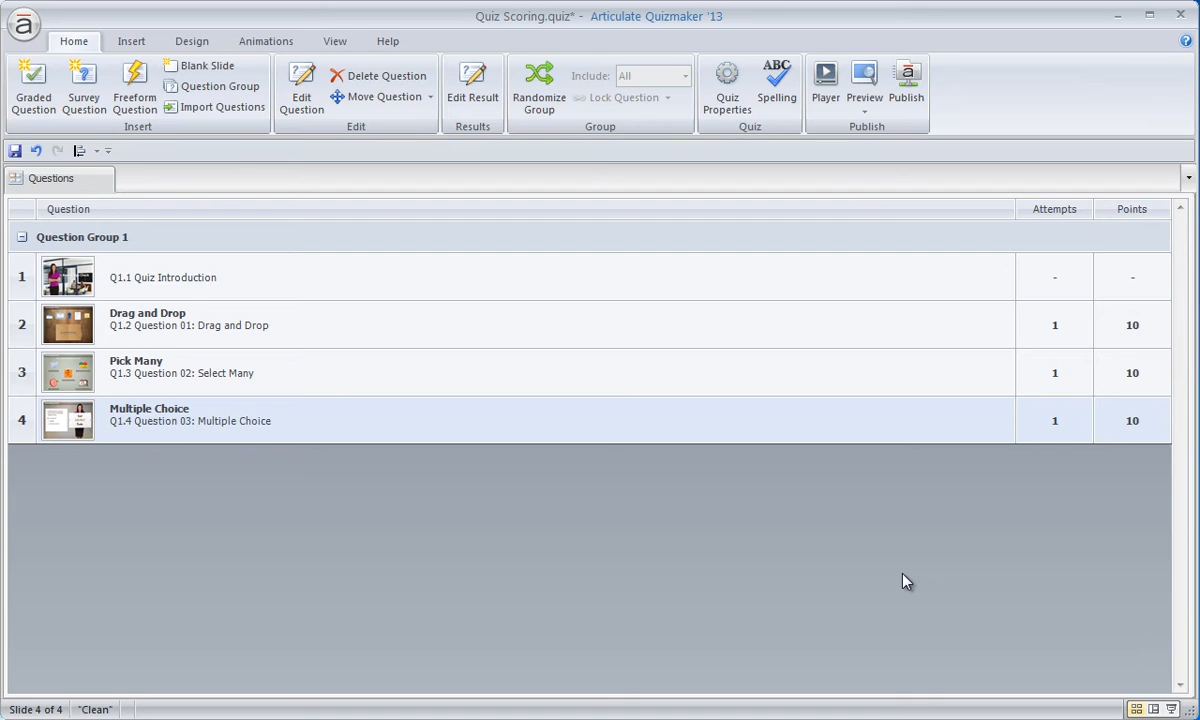 Quiz Scoring.quiz* - Articulate Quizmaker '13
Home Insert Design Animations View Help
Graded Question
Survey Question
Freeform Question
Blank Slide
Question Group
Import Questions
Insert
Edit Question
Delete Question
Move Question
Edit
Edit Result
Results
Randomize Group
Include: All
Lock Question
Group
Quiz Properties
ABC
Spelling
Quiz
Player
Preview
Publish
Publish
Questions
Question Attempts Points
Question Group 1
1 Q1.1 Quiz Introduction - -
2 Drag and Drop 1 10
Q1.2 Question 01: Drag and Drop
3 Pick Many 1 10
Q1.3 Question 02: Select Many
4 Multiple Choice 1 10
Q1.4 Question 03: Multiple Choice
Slide 4 of 4 "Clean"